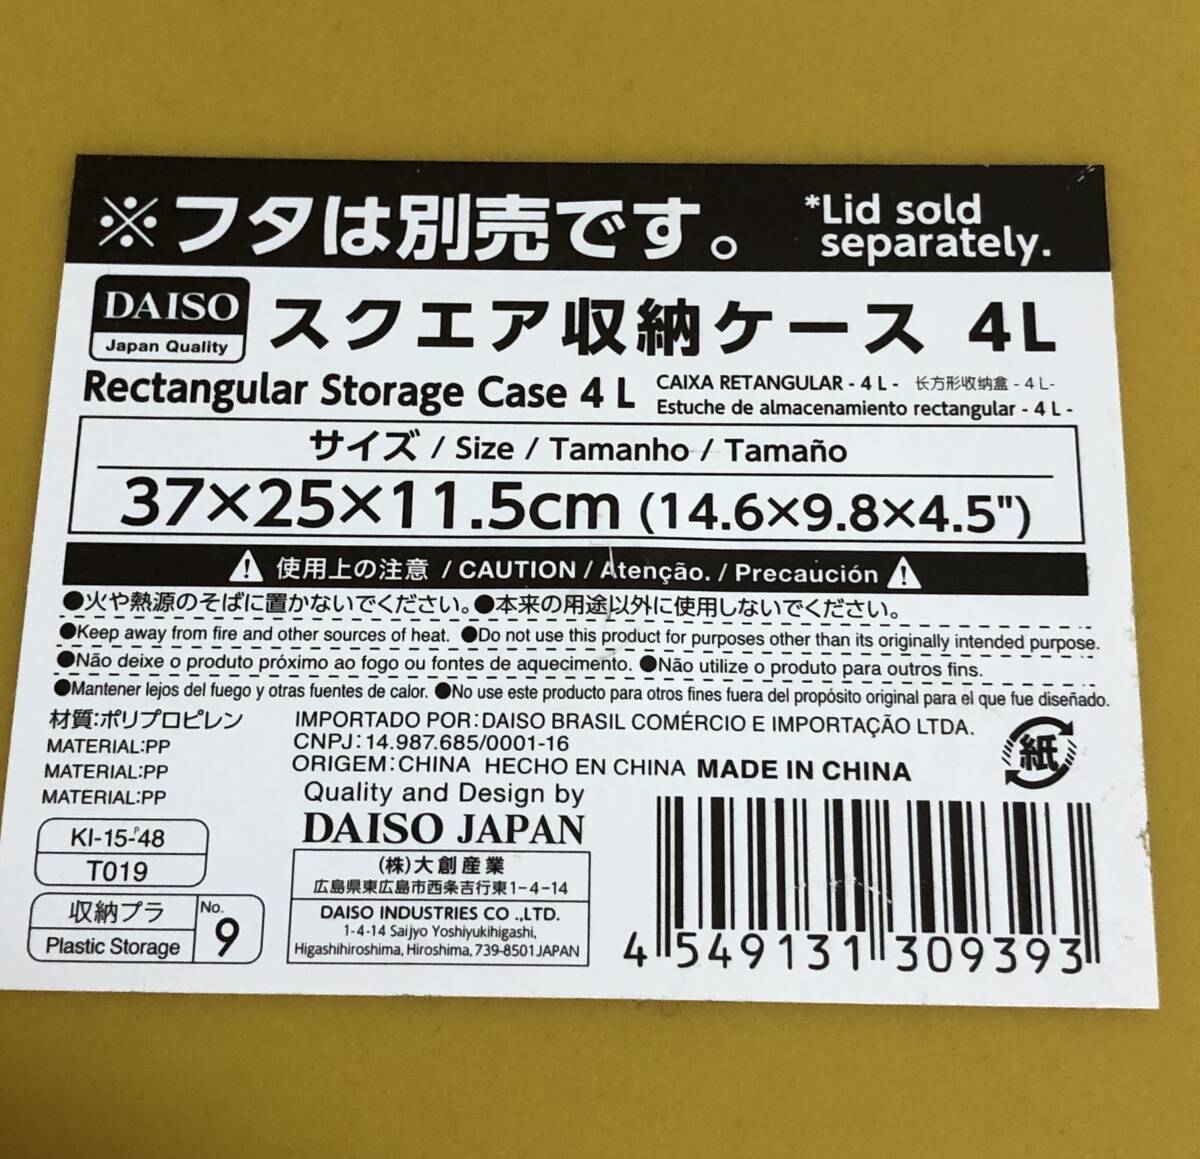 ※フタは別売です。 *Lid sold separately.
DAISO
Japan Quality
スクエア収納ケース 4L
Rectangular Storage Case 4 L
CAIXA RETANGULAR - 4 L - 长方形收纳盒 - 4 L-
Estuche de almacenamiento rectangular - 4 L -
サイズ / Size / Tamanho / Tamaño
37×25×11.5cm (14.6×9.8×4.5")
使用上の注意 / CAUTION / Atenção. / Precaución
●火や熱源のそばに置かないでください。●本来の用途以外に使用しないでください。
●Keep away from fire and other sources of heat. ●Do not use this product for purposes other than its originally intended purpose.
●Não deixe o produto próximo ao fogo ou fontes de aquecimento. ●Não utilize o produto para outros fins.
●Mantener lejos del fuego y otras fuentes de calor. ●No use este producto para otros fines fuera del propósito original para el que fue diseñado.
材質:ポリプロピレン
MATERIAL:PP
MATERIAL:PP
MATERIAL:PP
IMPORTADO POR:DAISO BRASIL COMÉRCIO E IMPORTAÇÃO LTDA.
CNPJ:14.987.685/0001-16
ORIGEM:CHINA HECHO EN CHINA MADE IN CHINA
紙
Quality and Design by
DAISO JAPAN
(株)大創産業
広島県東広島市西条吉行東1-4-14
DAISO INDUSTRIES CO .,LTD.
1-4-14 Saijyo Yoshiyukihigashi,
Higashihiroshima, Hiroshima, 739-8501 JAPAN
KI-15-P48
T019
収納プラ
Plastic Storage
No.
9
4 549131 309393